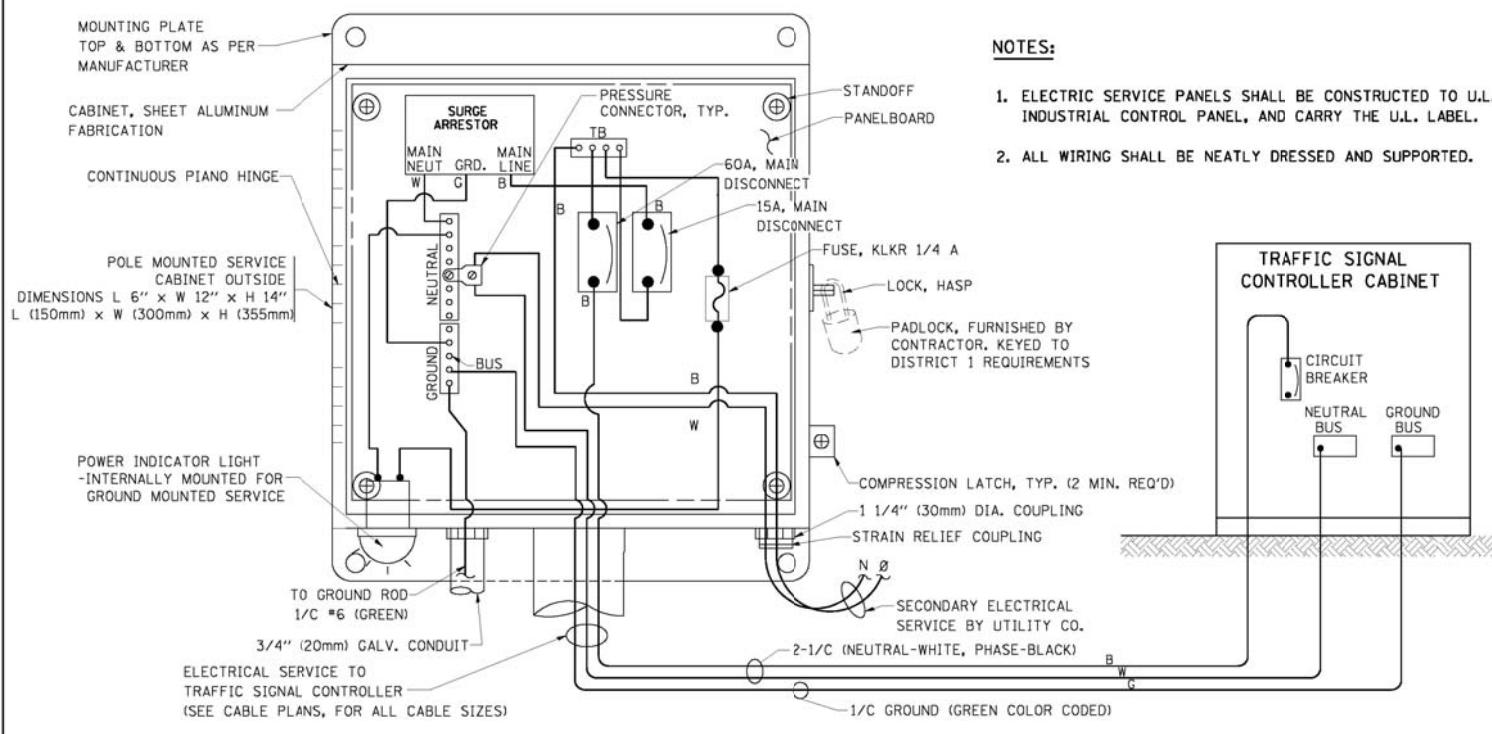 MOUNTING PLATE
TOP & BOTTOM AS PER
MANUFACTURER
CABINET, SHEET ALUMINUM
FABRICATION
CONTINUOUS PIANO HINGE
POLE MOUNTED SERVICE
CABINET OUTSIDE
DIMENSIONS L 6" x W 12" x H 14"
L (150mm) x W (300mm) x H (355mm)
POWER INDICATOR LIGHT
-INTERNALLY MOUNTED FOR
GROUND MOUNTED SERVICE
SURGE
ARRESTOR
MAIN
NEUT
GRD.
MAIN
LINE
W
G
B
PRESSURE
CONNECTOR, TYP.
TB
STANDOFF
PANELBOARD
60A, MAIN
DISCONNECT
15A, MAIN
DISCONNECT
FUSE, KLKR 1/4 A
B
B
B
NEUTRAL
GROUND
BUS
B
W
LOCK, HASP
PADLOCK, FURNISHED BY
CONTRACTOR. KEYED TO
DISTRICT 1 REQUIREMENTS
COMPRESSION LATCH, TYP. (2 MIN. REQ'D)
1 1/4" (30mm) DIA. COUPLING
STRAIN RELIEF COUPLING
N Ø
SECONDARY ELECTRICAL
SERVICE BY UTILITY CO.
TO GROUND ROD
1/C #6 (GREEN)
3/4" (20mm) GALV. CONDUIT
ELECTRICAL SERVICE TO
TRAFFIC SIGNAL CONTROLLER
(SEE CABLE PLANS, FOR ALL CABLE SIZES)
2-1/C (NEUTRAL-WHITE, PHASE-BLACK)
B
W
G
1/C GROUND (GREEN COLOR CODED)
NOTES:
1. ELECTRIC SERVICE PANELS SHALL BE CONSTRUCTED TO U.L.
INDUSTRIAL CONTROL PANEL, AND CARRY THE U.L. LABEL.
2. ALL WIRING SHALL BE NEATLY DRESSED AND SUPPORTED.
TRAFFIC SIGNAL
CONTROLLER CABINET
CIRCUIT
BREAKER
NEUTRAL
BUS
GROUND
BUS